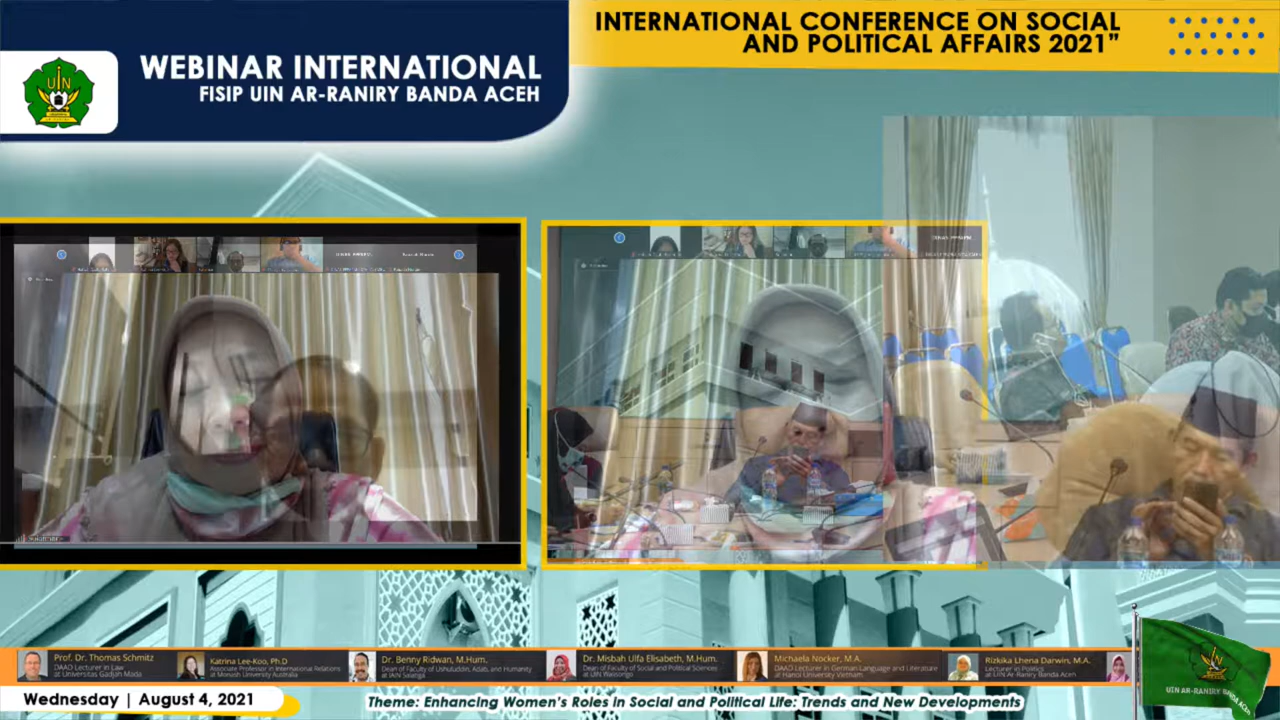 INTERNATIONAL CONFERENCE ON SOCIAL
AND POLITICAL AFFAIRS 2021”
WEBINAR INTERNATIONAL
FISIP UIN AR-RANIRY BANDA ACEH
UIN
Prof. Dr. Thomas Schmitz
DAAD Lecturer in Law
at Universitas Gadjah Mada
Katrina Lee-Koo, Ph.D
Associate Professor in International Relations
at Monash University Australia
Dr. Benny Ridwan, M.Hum.
Dean of Faculty of Ushuluddin, Adab, and Humanity
at IAIN Salatiga
Dr. Misbah Ulfa Elisabeth, M.Hum.
Dean of Faculty of Social and Political Sciences
at UIN Walisongo
Michaela Nocker, M.A.
DAAD Lecturer in German Language and Literature
at Hanoi University Vietnam
Rizkika Lhena Darwin, M.A.
Lecturer in Politics
at UIN Ar-Raniry Banda Aceh
UIN AR-RANIRY BANDA ACEH
Wednesday | August 4, 2021
Theme: Enhancing Women's Roles in Social and Political Life: Trends and New Developments